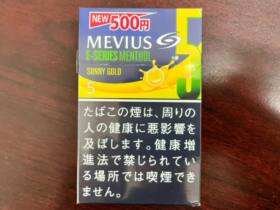 NEW 500円
MEVIUS
E-SERIES MENTHOL 5
SUNNY GOLD
5
たばこの煙は、周りの
人の健康に悪影響を
及ぼします。健康増
進法で禁じられてい
る場所では喫煙でき
ません。